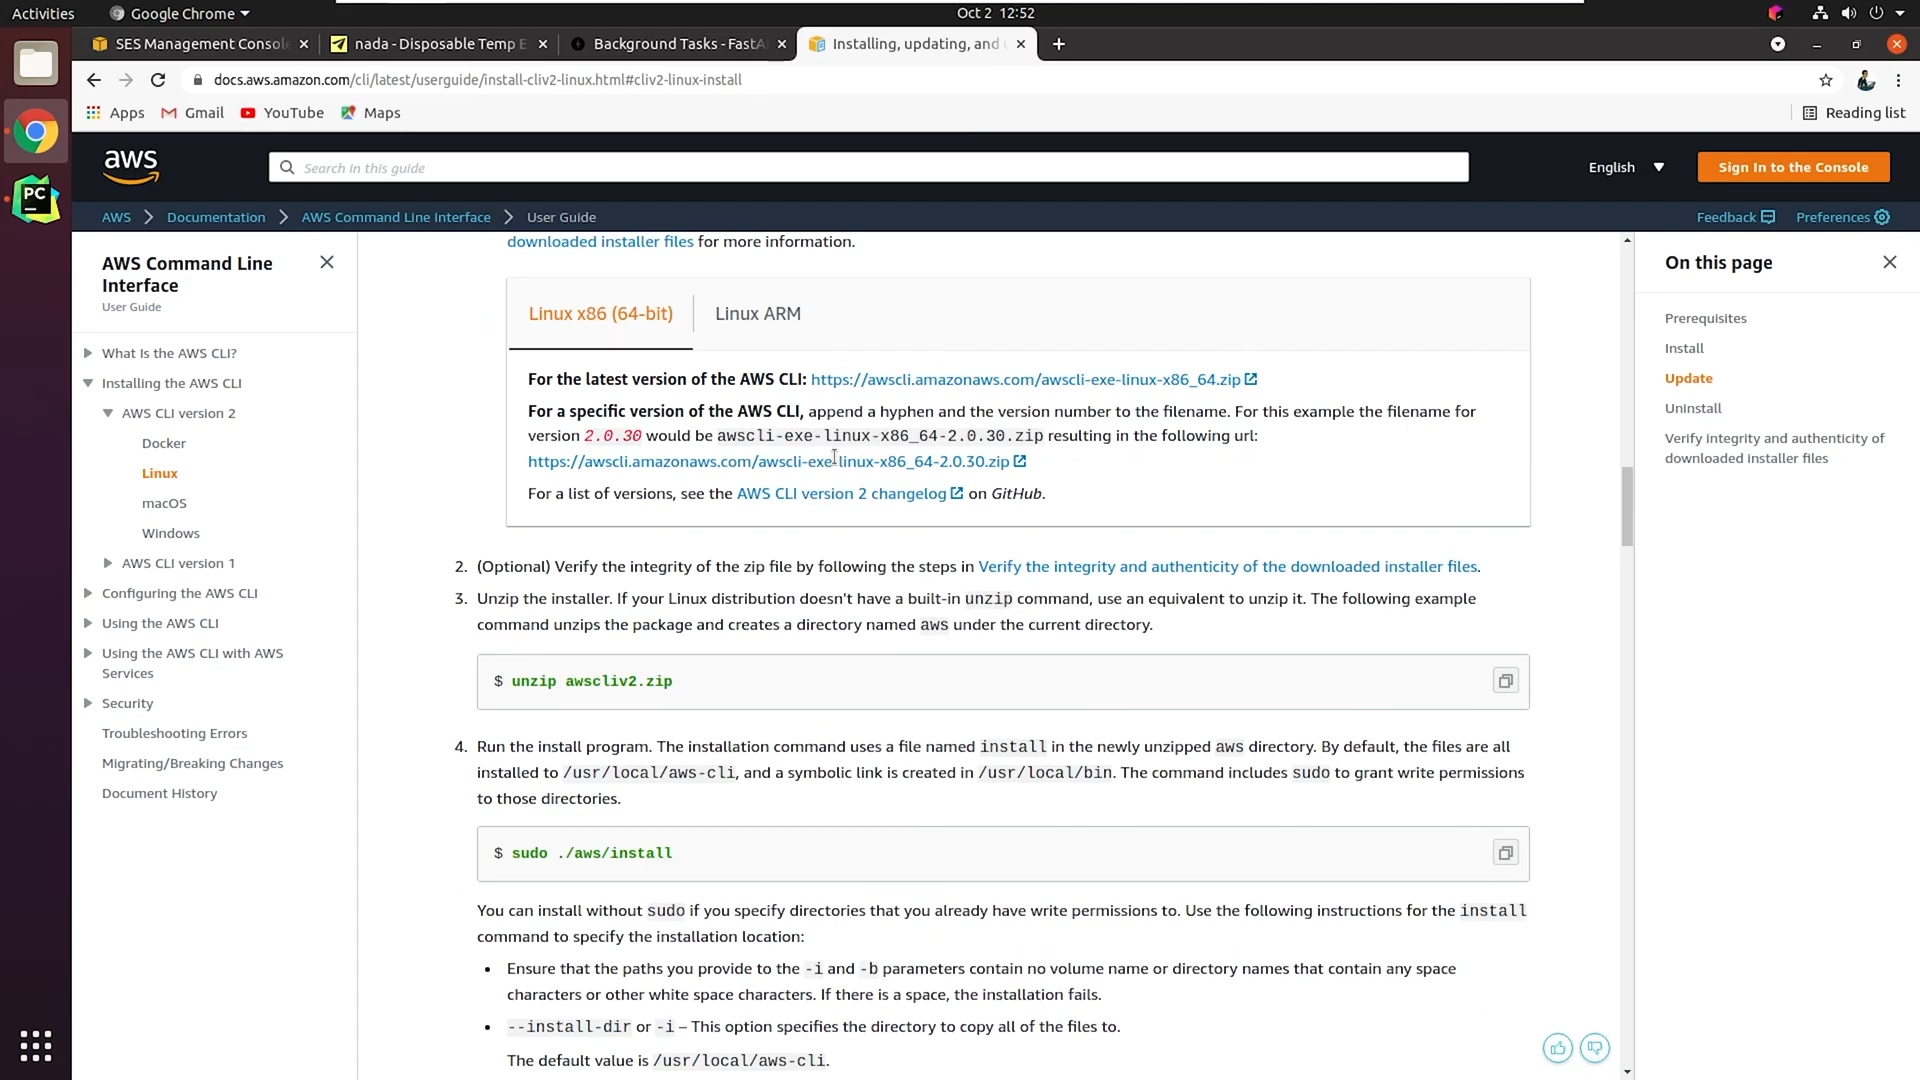 Activities
Google Chrome
Oct 2 12:52
SES Management Consol
nada - Disposable Temp E
Background Tasks - FastA
Installing, updating, and
docs.aws.amazon.com/cli/latest/userguide/install-cliv2-linux.html#cliv2-linux-install
Apps
Gmail
YouTube
Maps
Reading list
aws
Search in this guide
English
Sign In to the Console
AWS
Documentation
AWS Command Line Interface
User Guide
Feedback
Preferences
AWS Command Line
Interface
User Guide
What Is the AWS CLI?
Installing the AWS CLI
AWS CLI version 2
Docker
Linux
macOS
Windows
AWS CLI version 1
Configuring the AWS CLI
Using the AWS CLI
Using the AWS CLI with AWS
Services
Security
Troubleshooting Errors
Migrating/Breaking Changes
Document History
downloaded installer files for more information.
Linux x86 (64-bit)
Linux ARM
For the latest version of the AWS CLI: https://awscli.amazonaws.com/awscli-exe-linux-x86_64.zip
For a specific version of the AWS CLI, append a hyphen and the version number to the filename. For this example the filename for
version 2.0.30 would be awscli-exe-linux-x86_64-2.0.30.zip resulting in the following url:
https://awscli.amazonaws.com/awscli-exe-linux-x86_64-2.0.30.zip
For a list of versions, see the AWS CLI version 2 changelog on GitHub.
2. (Optional) Verify the integrity of the zip file by following the steps in Verify the integrity and authenticity of the downloaded installer files.
3. Unzip the installer. If your Linux distribution doesn't have a built-in unzip command, use an equivalent to unzip it. The following example
command unzips the package and creates a directory named aws under the current directory.
$ unzip awscliv2.zip
4. Run the install program. The installation command uses a file named install in the newly unzipped aws directory. By default, the files are all
installed to /usr/local/aws-cli, and a symbolic link is created in /usr/local/bin. The command includes sudo to grant write permissions
to those directories.
$ sudo ./aws/install
You can install without sudo if you specify directories that you already have write permissions to. Use the following instructions for the install
command to specify the installation location:
• Ensure that the paths you provide to the -i and -b parameters contain no volume name or directory names that contain any space
characters or other white space characters. If there is a space, the installation fails.
• --install-dir or -i – This option specifies the directory to copy all of the files to.
The default value is /usr/local/aws-cli.
On this page
Prerequisites
Install
Update
Uninstall
Verify integrity and authenticity of
downloaded installer files
PC